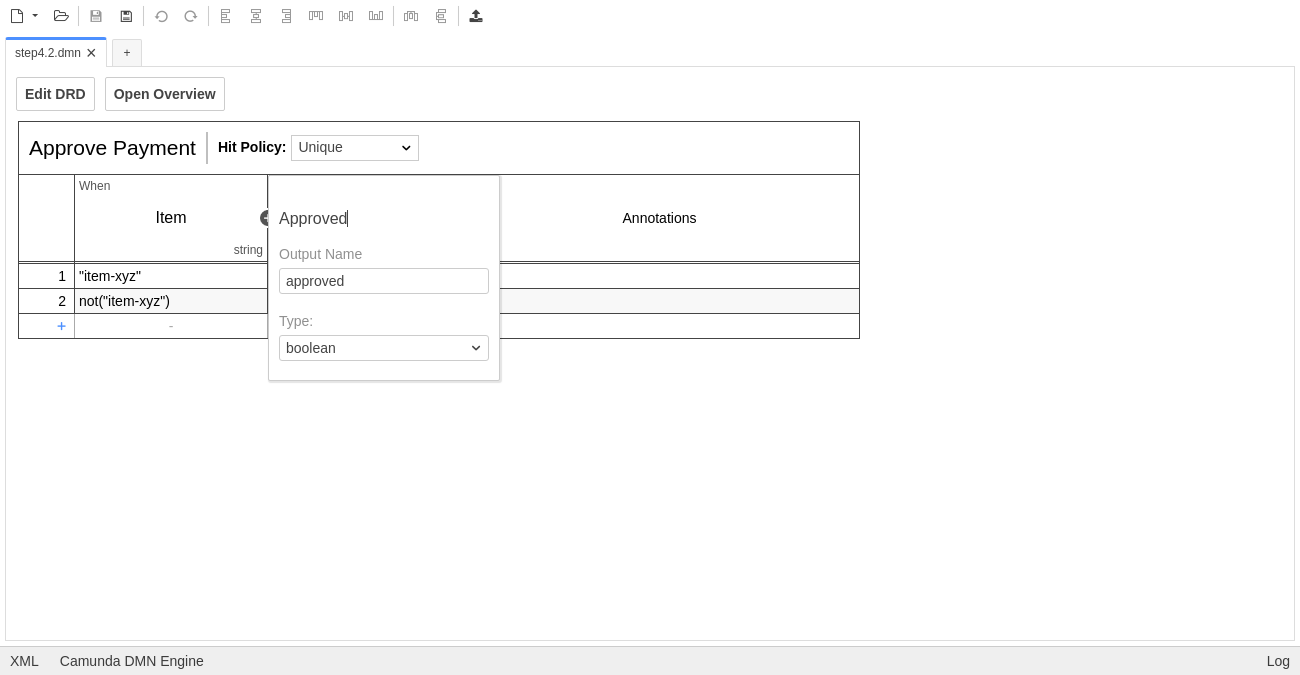 step4.2.dmn
+
Edit DRD Open Overview
Approve Payment Hit Policy: Unique
When
Item
string
Approved
Output Name
approved
Type:
boolean
Annotations
1 "item-xyz"
2 not("item-xyz")
+ -
XML Camunda DMN Engine Log